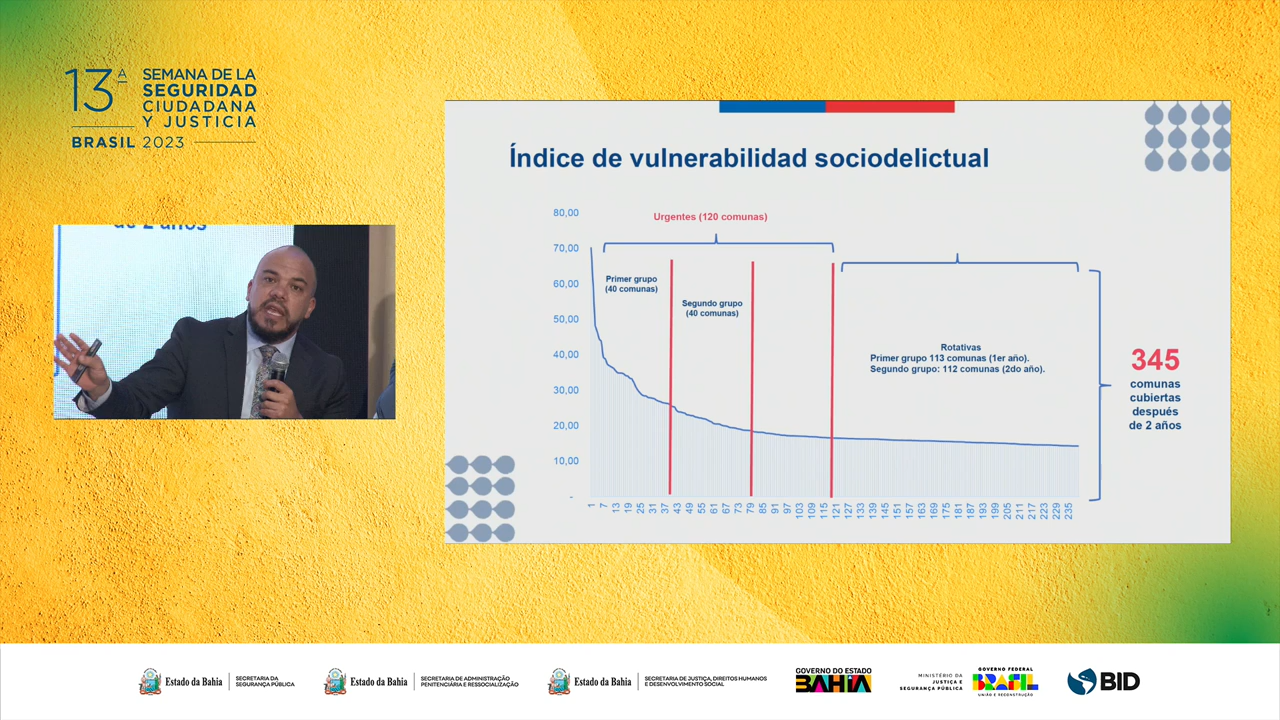 13ª
SEMANA DE LA
SEGURIDAD
CIUDADANA
Y JUSTICIA
BRASIL 2023
de 2 años
Índice de vulnerabilidad sociodelictual
80,00
70,00
60,00
50,00
40,00
30,00
20,00
10,00
-
Urgentes (120 comunas)
Primer grupo
(40 comunas)
Segundo grupo
(40 comunas)
Rotativas
Primer grupo 113 comunas (1er año).
Segundo grupo: 112 comunas (2do año).
345
comunas
cubiertas
después
de 2 años
1 7 13 19 25 31 37 43 49 55 61 67 73 79 85 91 97 103 109 115 121 127 133 139 145 151 157 163 169 175 181 187 193 199 205 211 217 223 229 235
Estado da Bahia
SECRETARIA DA
SEGURANÇA PÚBLICA
Estado da Bahia
SECRETARIA DE ADMINISTRAÇÃO
PENITENCIÁRIA E RESSOCIALIZAÇÃO
Estado da Bahia
SECRETARIA DE JUSTIÇA, DIREITOS HUMANOS
E DESENVOLVIMENTO SOCIAL
GOVERNO DO ESTADO
BAHIA
MINISTÉRIO DA
JUSTIÇA E
SEGURANÇA PÚBLICA
GOVERNO FEDERAL
BRASIL
UNIÃO E RECONSTRUÇÃO
BID